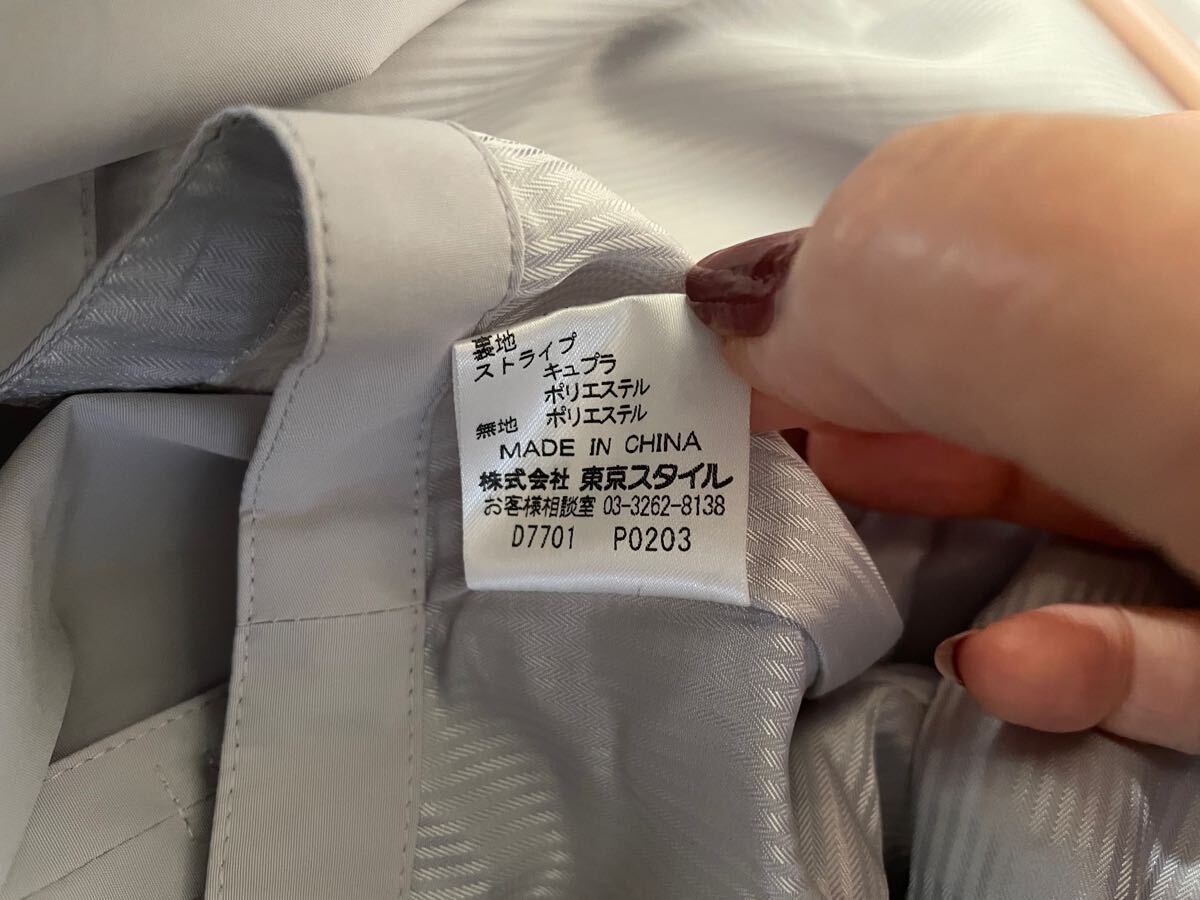 裏地
ストライプ
キュプラ
ポリエステル
無地 ポリエステル
MADE IN CHINA
株式会社 東京スタイル
お客様相談室 03-3262-8138
D7701 P0203